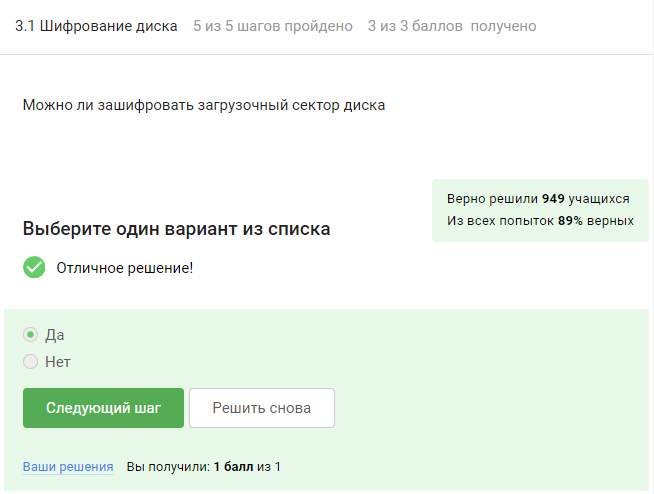 3.1 Шифрование диска 5 из 5 шагов пройдено 3 из 3 баллов получено
Можно ли зашифровать загрузочный сектор диска
Верно решили 949 учащихся
Из всех попыток 89% верных
Выберите один вариант из списка
Отличное решение!
Да
Нет
Следующий шаг Решить снова
Ваши решения Вы получили: 1 балл из 1